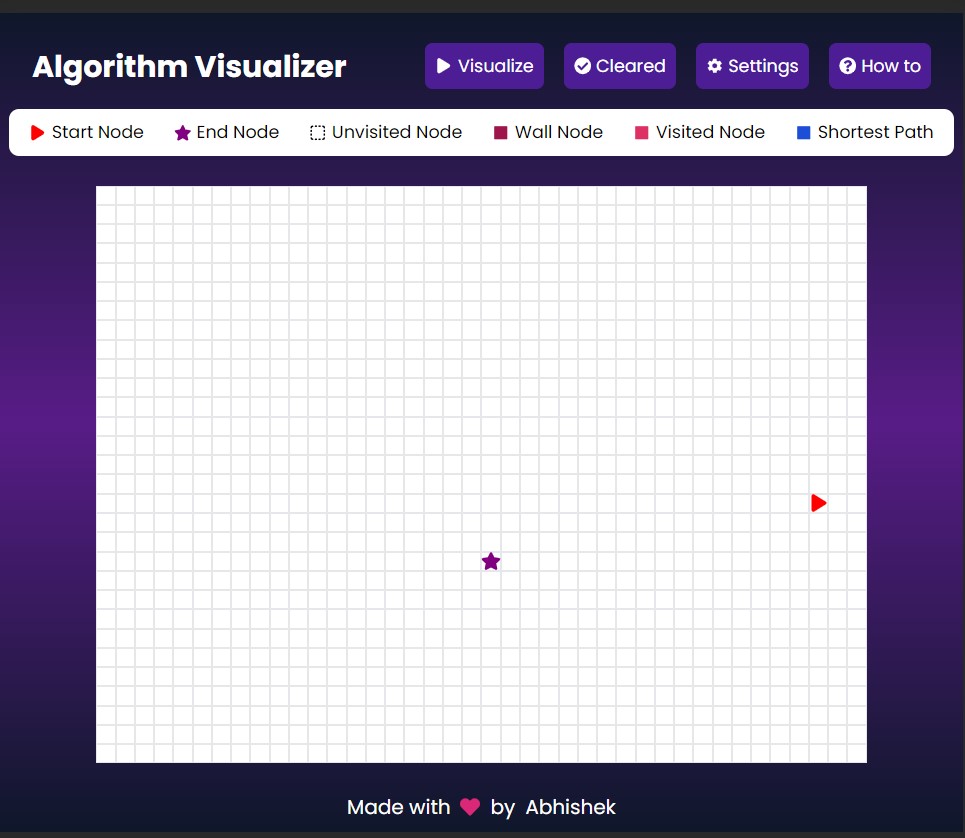 Algorithm Visualizer
Visualize
Cleared
Settings
How to
Start Node
End Node
Unvisited Node
Wall Node
Visited Node
Shortest Path
Made with by Abhishek